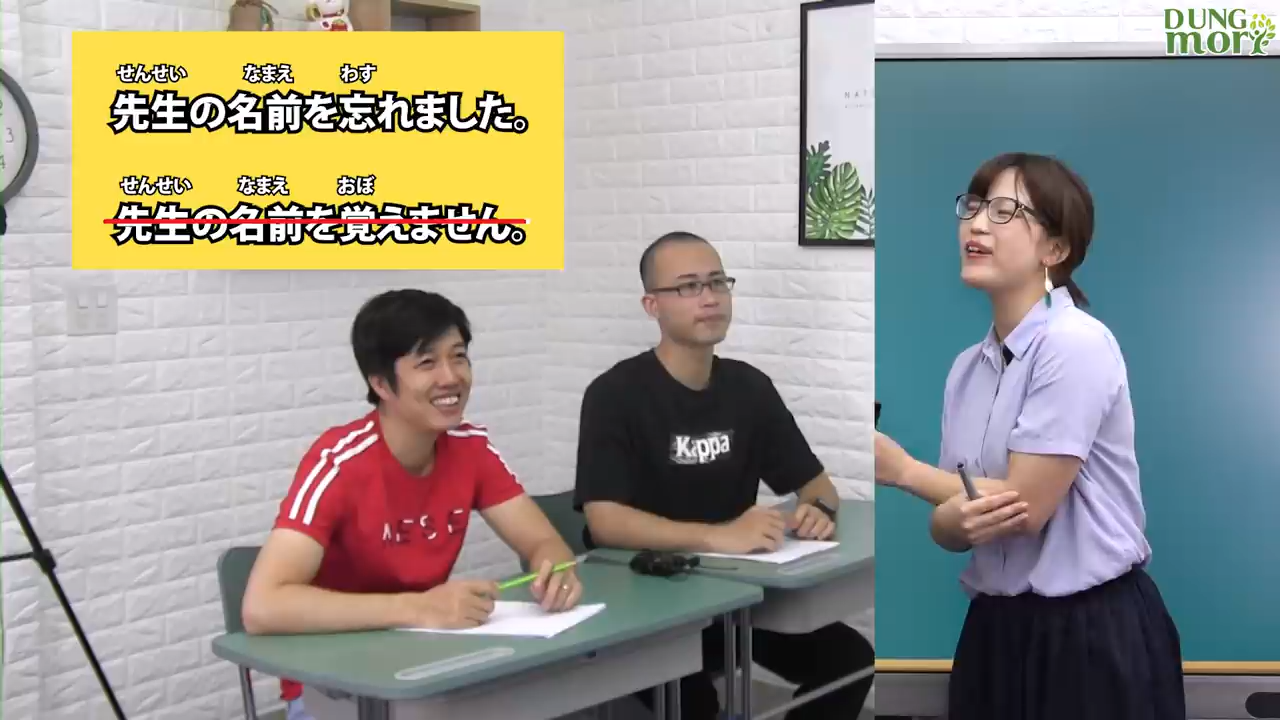 せんせい なまえ わす
先生の名前を忘れました。
せんせい なまえ おぼ
先生の名前を覚えません。
DUNG
mori
Kappa
3
4